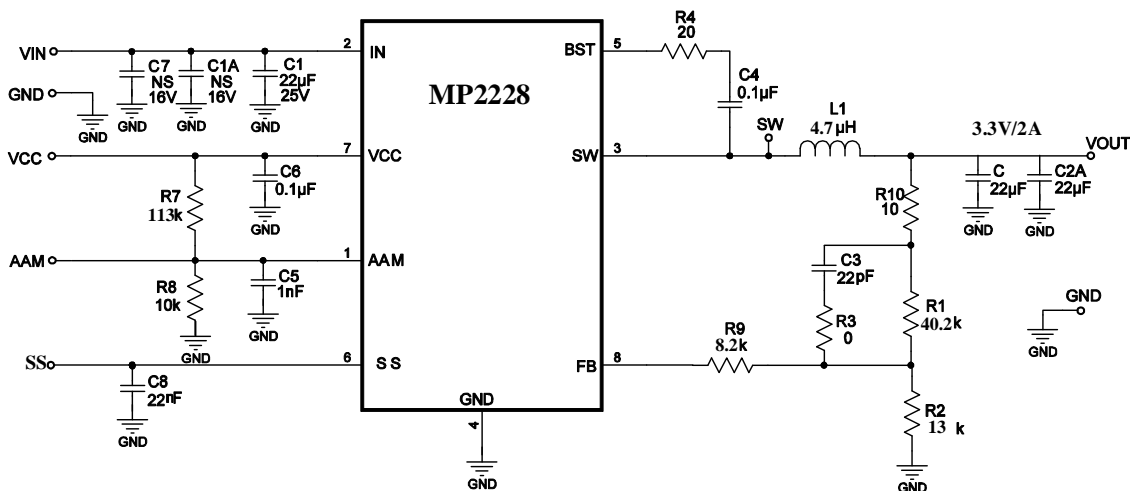 VIN
C7
NS
16V
GND
C1A
NS
16V
GND
C1
22µF
25V
GND
2
IN
GND
GND
VCC
7
VCC
R7
113k
C6
0.1µF
GND
AAM
1
AAM
R8
10k
GND
C5
1nF
GND
SS
6
SS
C8
22nF
GND
MP2228
GND
4
GND
BST
5
R4
20
C4
0.1µF
SW
3
SW
L1
4.7µH
3.3V/2A
VOUT
C
22µF
GND
C2A
22µF
GND
R10
10
C3
22pF
R3
0
R1
40.2k
GND
GND
FB
8
R9
8.2k
R2
13 k
GND